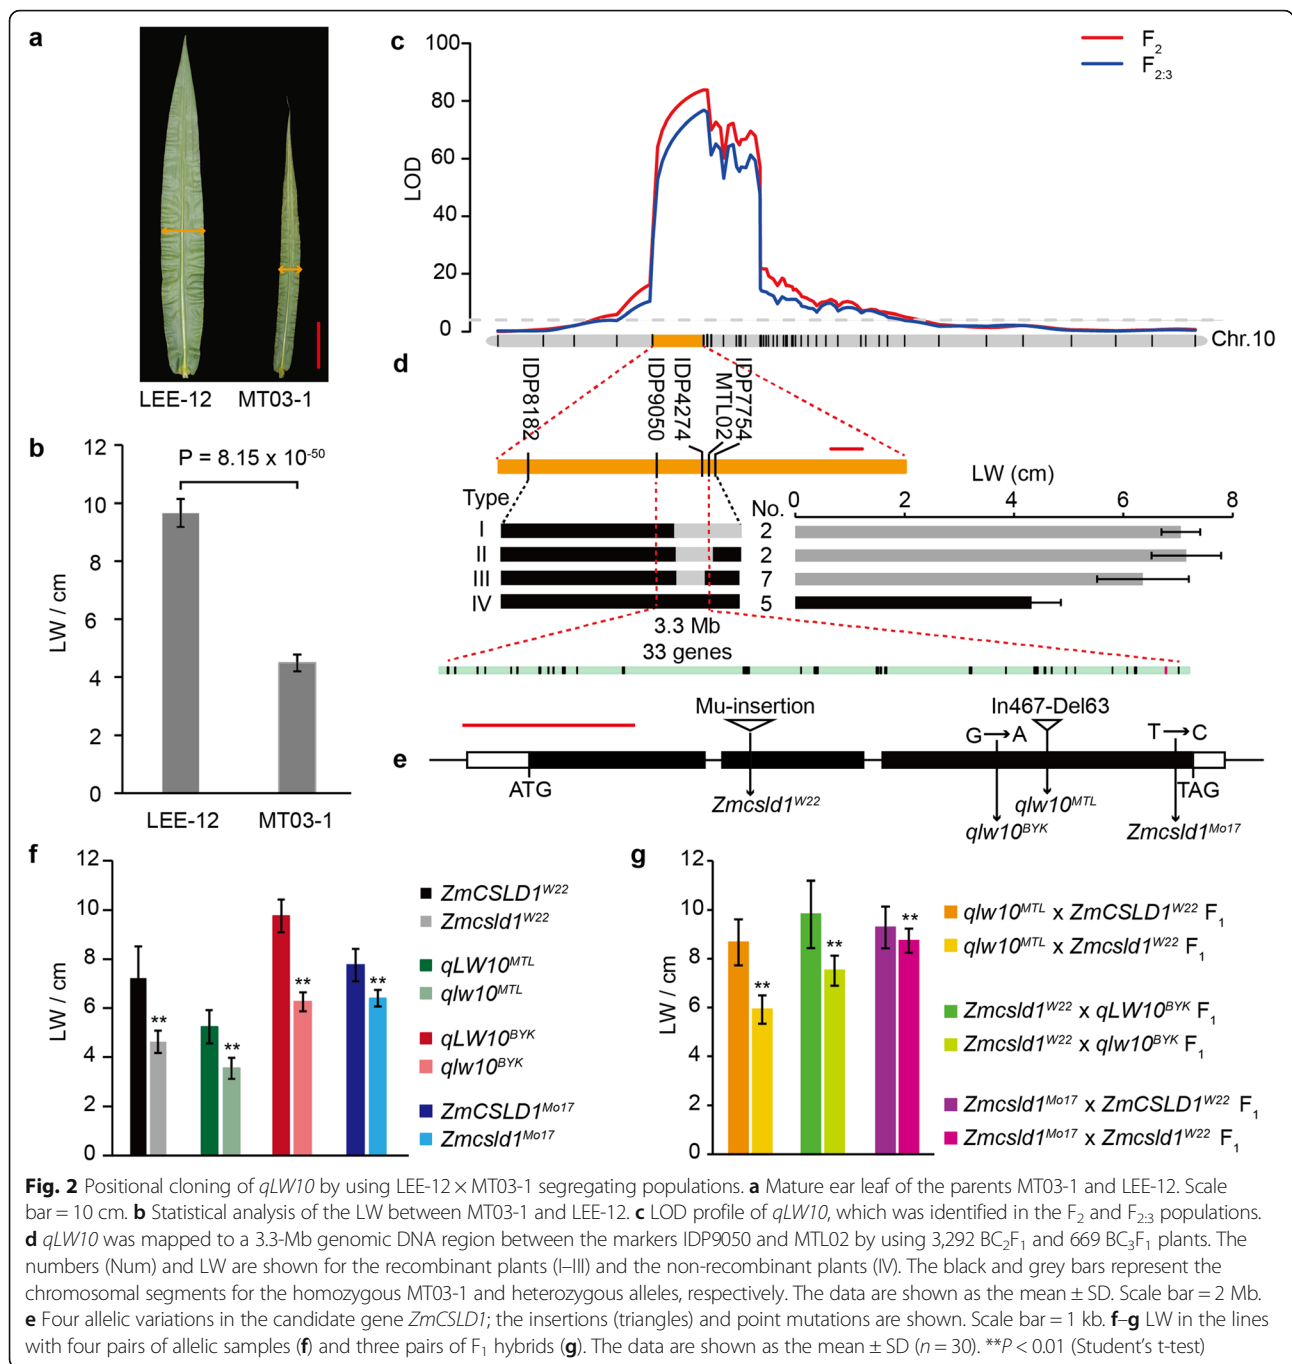 a
LEE-12 MT03-1
b
12
10
8
6
4
2
0
LW / cm
P = 8.15 x 10⁻⁵⁰
LEE-12 MT03-1
c
100
80
60
40
20
0
LOD
F₂
F₂:₃
Chr.10
d
IDP8182
IDP9050
IDP4274
MTL02
IDP7754
Type
No.
LW (cm)
0 2 4 6 8
I 2
II 2
III 7
IV 5
3.3 Mb
33 genes
e
Mu-insertion
In467-Del63
G→A
T→C
ATG
TAG
Zmcsld1ᵂ²²
qlw10ᴹᵀᴸ
qlw10ᴮʸᴷ
Zmcsld1ᴹᵒ¹⁷
f
12
10
8
6
4
2
0
LW / cm
**
**
**
**
ZmCSLD1ᵂ²²
Zmcsld1ᵂ²²
qLW10ᴹᵀᴸ
qlw10ᴹᵀᴸ
qLW10ᴮʸᴷ
qlw10ᴮʸᴷ
ZmCSLD1ᴹᵒ¹⁷
Zmcsld1ᴹᵒ¹⁷
g
12
10
8
6
4
2
0
LW / cm
**
**
**
qlw10ᴹᵀᴸ x ZmCSLD1ᵂ²² F₁
qlw10ᴹᵀᴸ x Zmcsld1ᵂ²² F₁
Zmcsld1ᵂ²² x qLW10ᴮʸᴷ F₁
Zmcsld1ᵂ²² x qlw10ᴮʸᴷ F₁
Zmcsld1ᴹᵒ¹⁷ x ZmCSLD1ᵂ²² F₁
Zmcsld1ᴹᵒ¹⁷ x Zmcsld1ᵂ²² F₁
Fig. 2 Positional cloning of qLW10 by using LEE-12 × MT03-1 segregating populations. a Mature ear leaf of the parents MT03-1 and LEE-12. Scale
bar = 10 cm. b Statistical analysis of the LW between MT03-1 and LEE-12. c LOD profile of qLW10, which was identified in the F₂ and F₂:₃ populations.
d qLW10 was mapped to a 3.3-Mb genomic DNA region between the markers IDP9050 and MTL02 by using 3,292 BC₂F₁ and 669 BC₃F₁ plants. The
numbers (Num) and LW are shown for the recombinant plants (I–III) and the non-recombinant plants (IV). The black and grey bars represent the
chromosomal segments for the homozygous MT03-1 and heterozygous alleles, respectively. The data are shown as the mean ± SD. Scale bar = 2 Mb.
e Four allelic variations in the candidate gene ZmCSLD1; the insertions (triangles) and point mutations are shown. Scale bar = 1 kb. f–g LW in the lines
with four pairs of allelic samples (f) and three pairs of F₁ hybrids (g). The data are shown as the mean ± SD (n = 30). **P < 0.01 (Student's t-test)